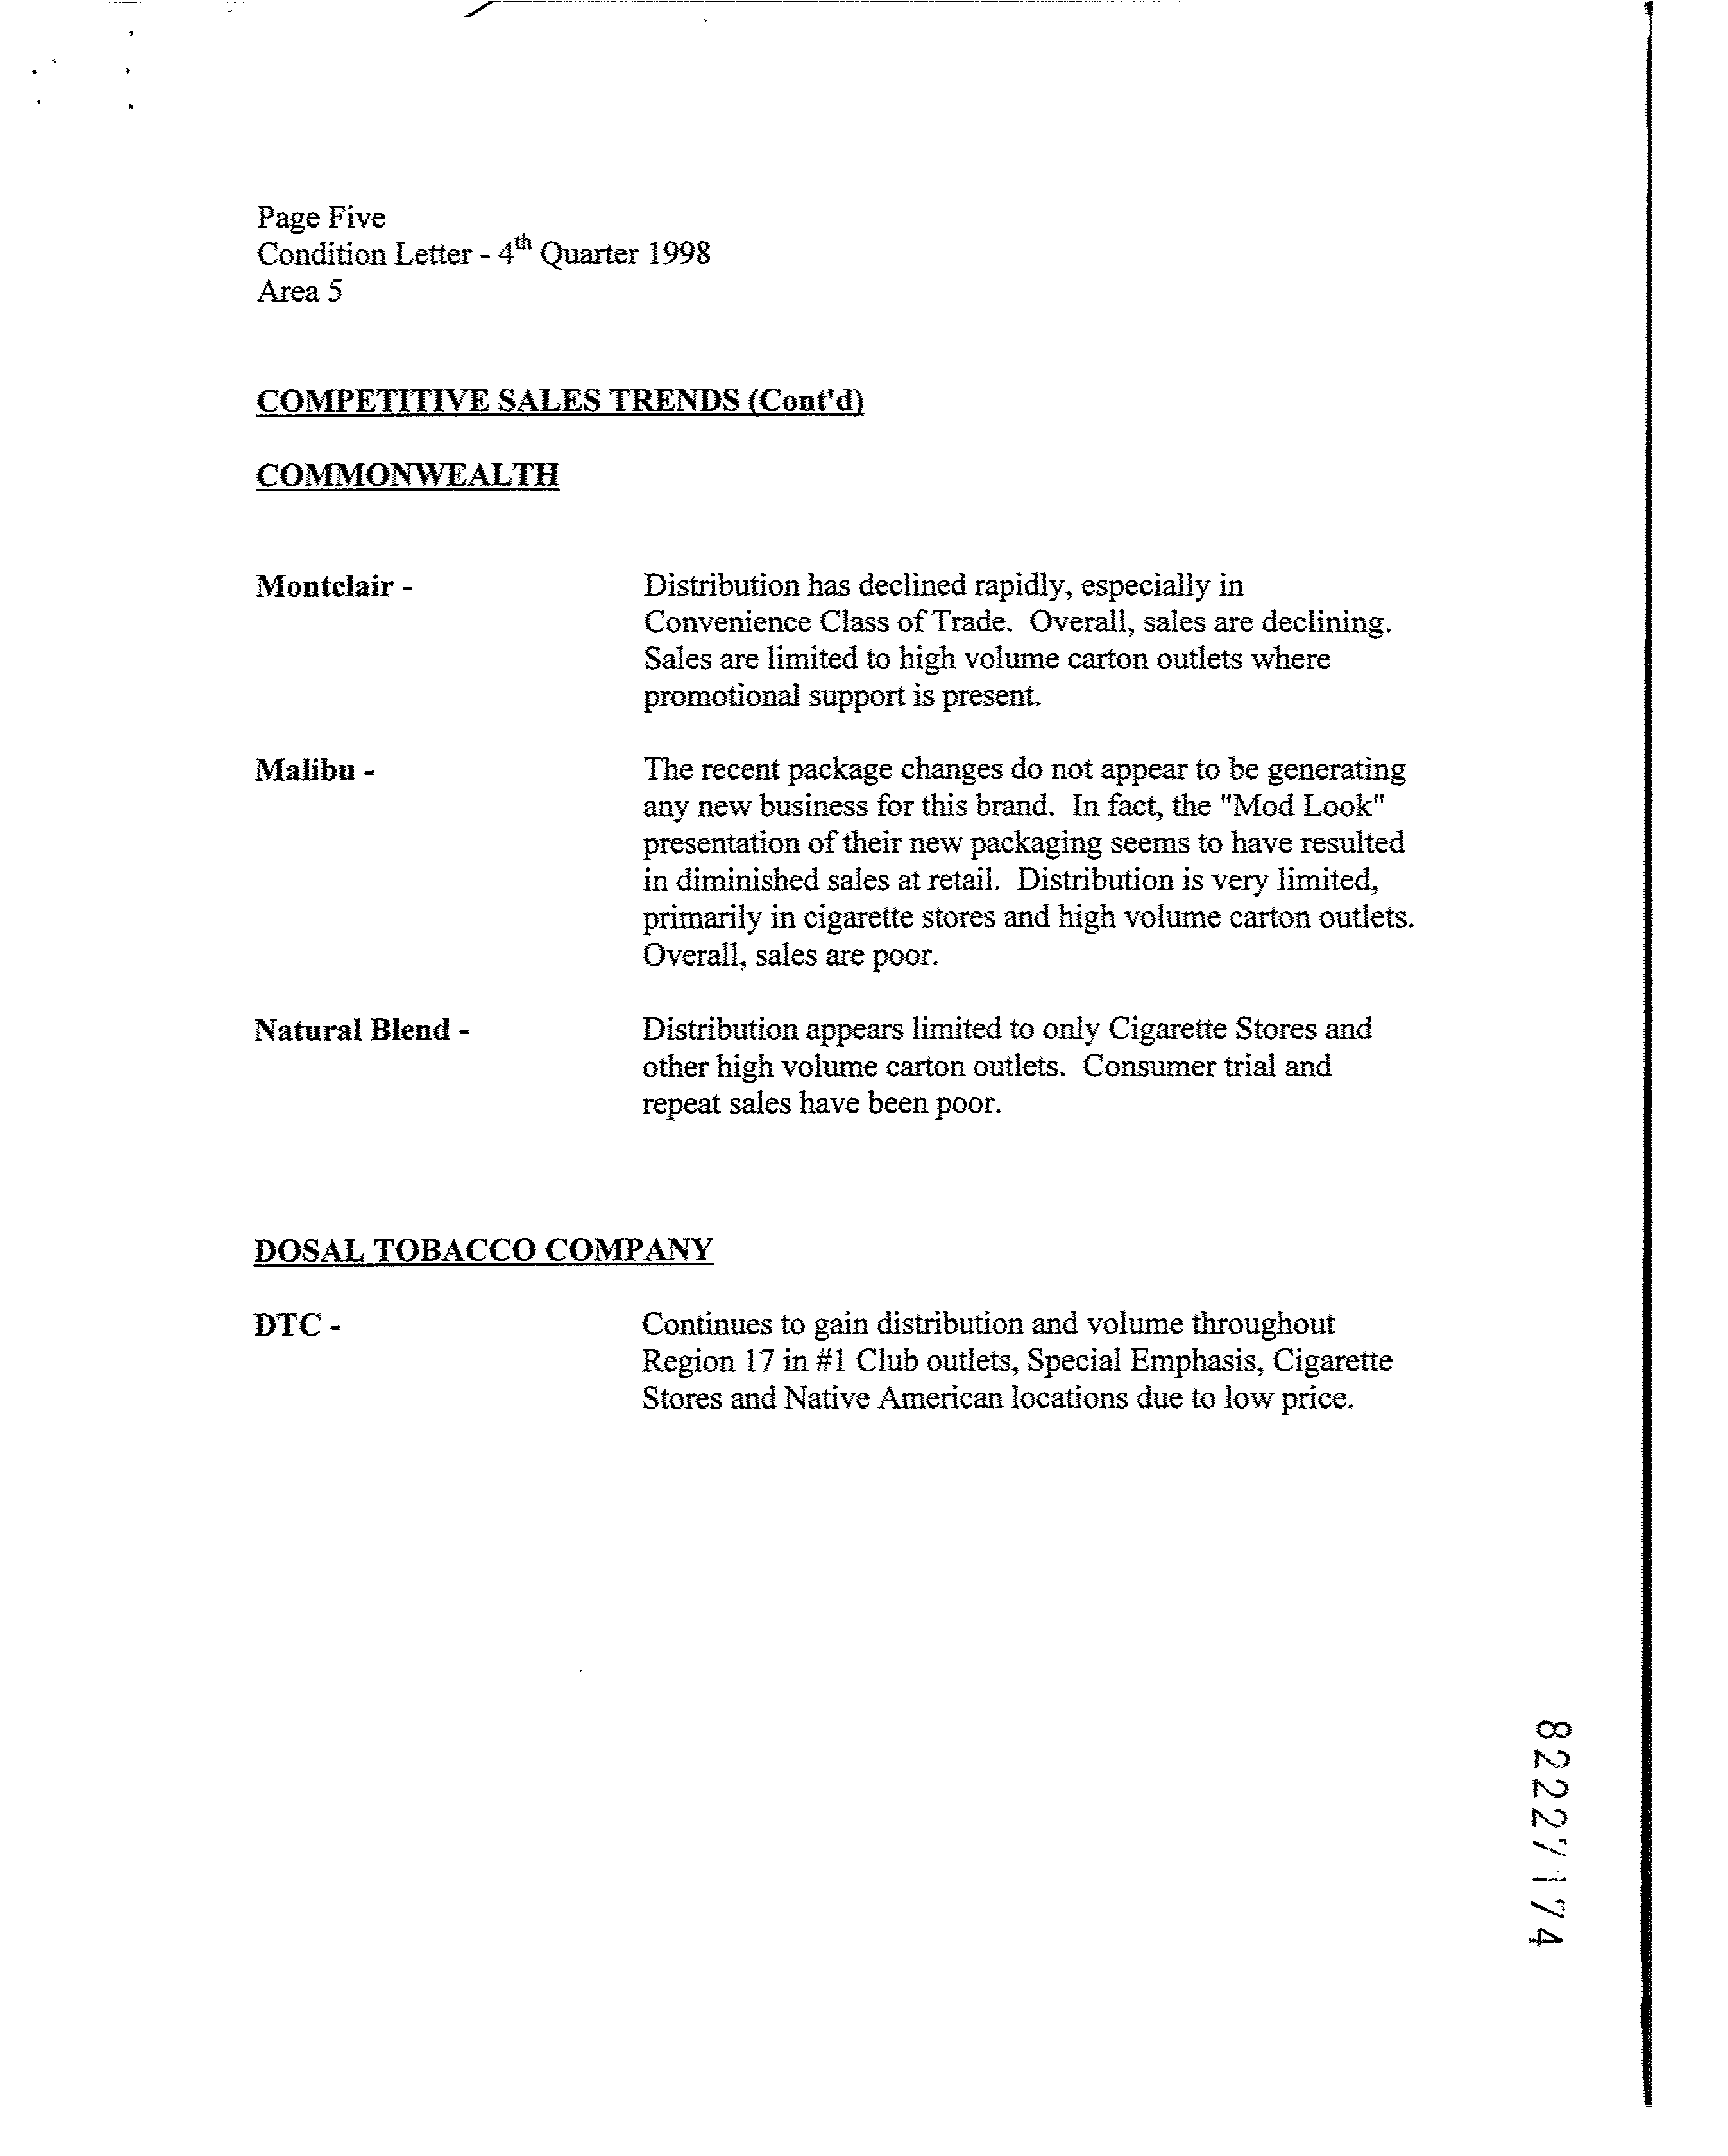 Page Five
Condition Letter - 4th Quarter 1998
Area 5
COMPETITIVE SALES TRENDS (Cont'd)
COMMONWEALTH
Montclair - Distribution has declined rapidly, especially in
Convenience Class of Trade. Overall, sales are declining.
Sales are limited to high volume carton outlets where
promotional support is present.
Malibu - The recent package changes do not appear to be generating
any new business for this brand. In fact, the "Mod Look"
presentation of their new packaging seems to have resulted
in diminished sales at retail. Distribution is very limited,
primarily in cigarette stores and high volume carton outlets.
Overall, sales are poor.
Natural Blend - Distribution appears limited to only Cigarette Stores and
other high volume carton outlets. Consumer trial and
repeat sales have been poor.
DOSAL TOBACCO COMPANY
DTC - Continues to gain distribution and volume throughout
Region 17 in #1 Club outlets, Special Emphasis, Cigarette
Stores and Native American locations due to low price.
82227174